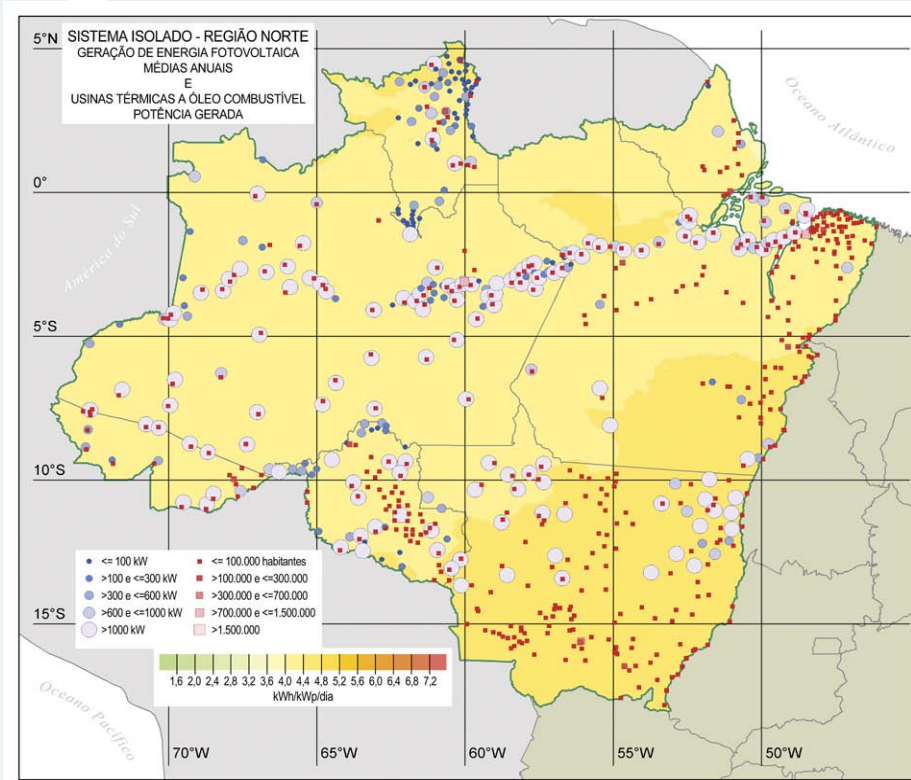 SISTEMA ISOLADO - REGIÃO NORTE
GERAÇÃO DE ENERGIA FOTOVOLTAICA
MÉDIAS ANUAIS
E
USINAS TÉRMICAS A ÓLEO COMBUSTÍVEL
POTÊNCIA GERADA
5°N
0°
5°S
10°S
15°S
Oceano Atlântico
América do Sul
Oceano Pacífico
<= 100 kW
>100 e <=300 kW
>300 e <=600 kW
>600 e <=1000 kW
>1000 kW
<= 100.000 habitantes
>100.000 e <=300.000
>300.000 e <=700.000
>700.000 e <=1.500.000
>1.500.000
1,6 2,0 2,4 2,8 3,2 3,6 4,0 4,4 4,8 5,2 5,6 6,0 6,4 6,8 7,2
kWh/kWp/dia
70°W 65°W 60°W 55°W 50°W